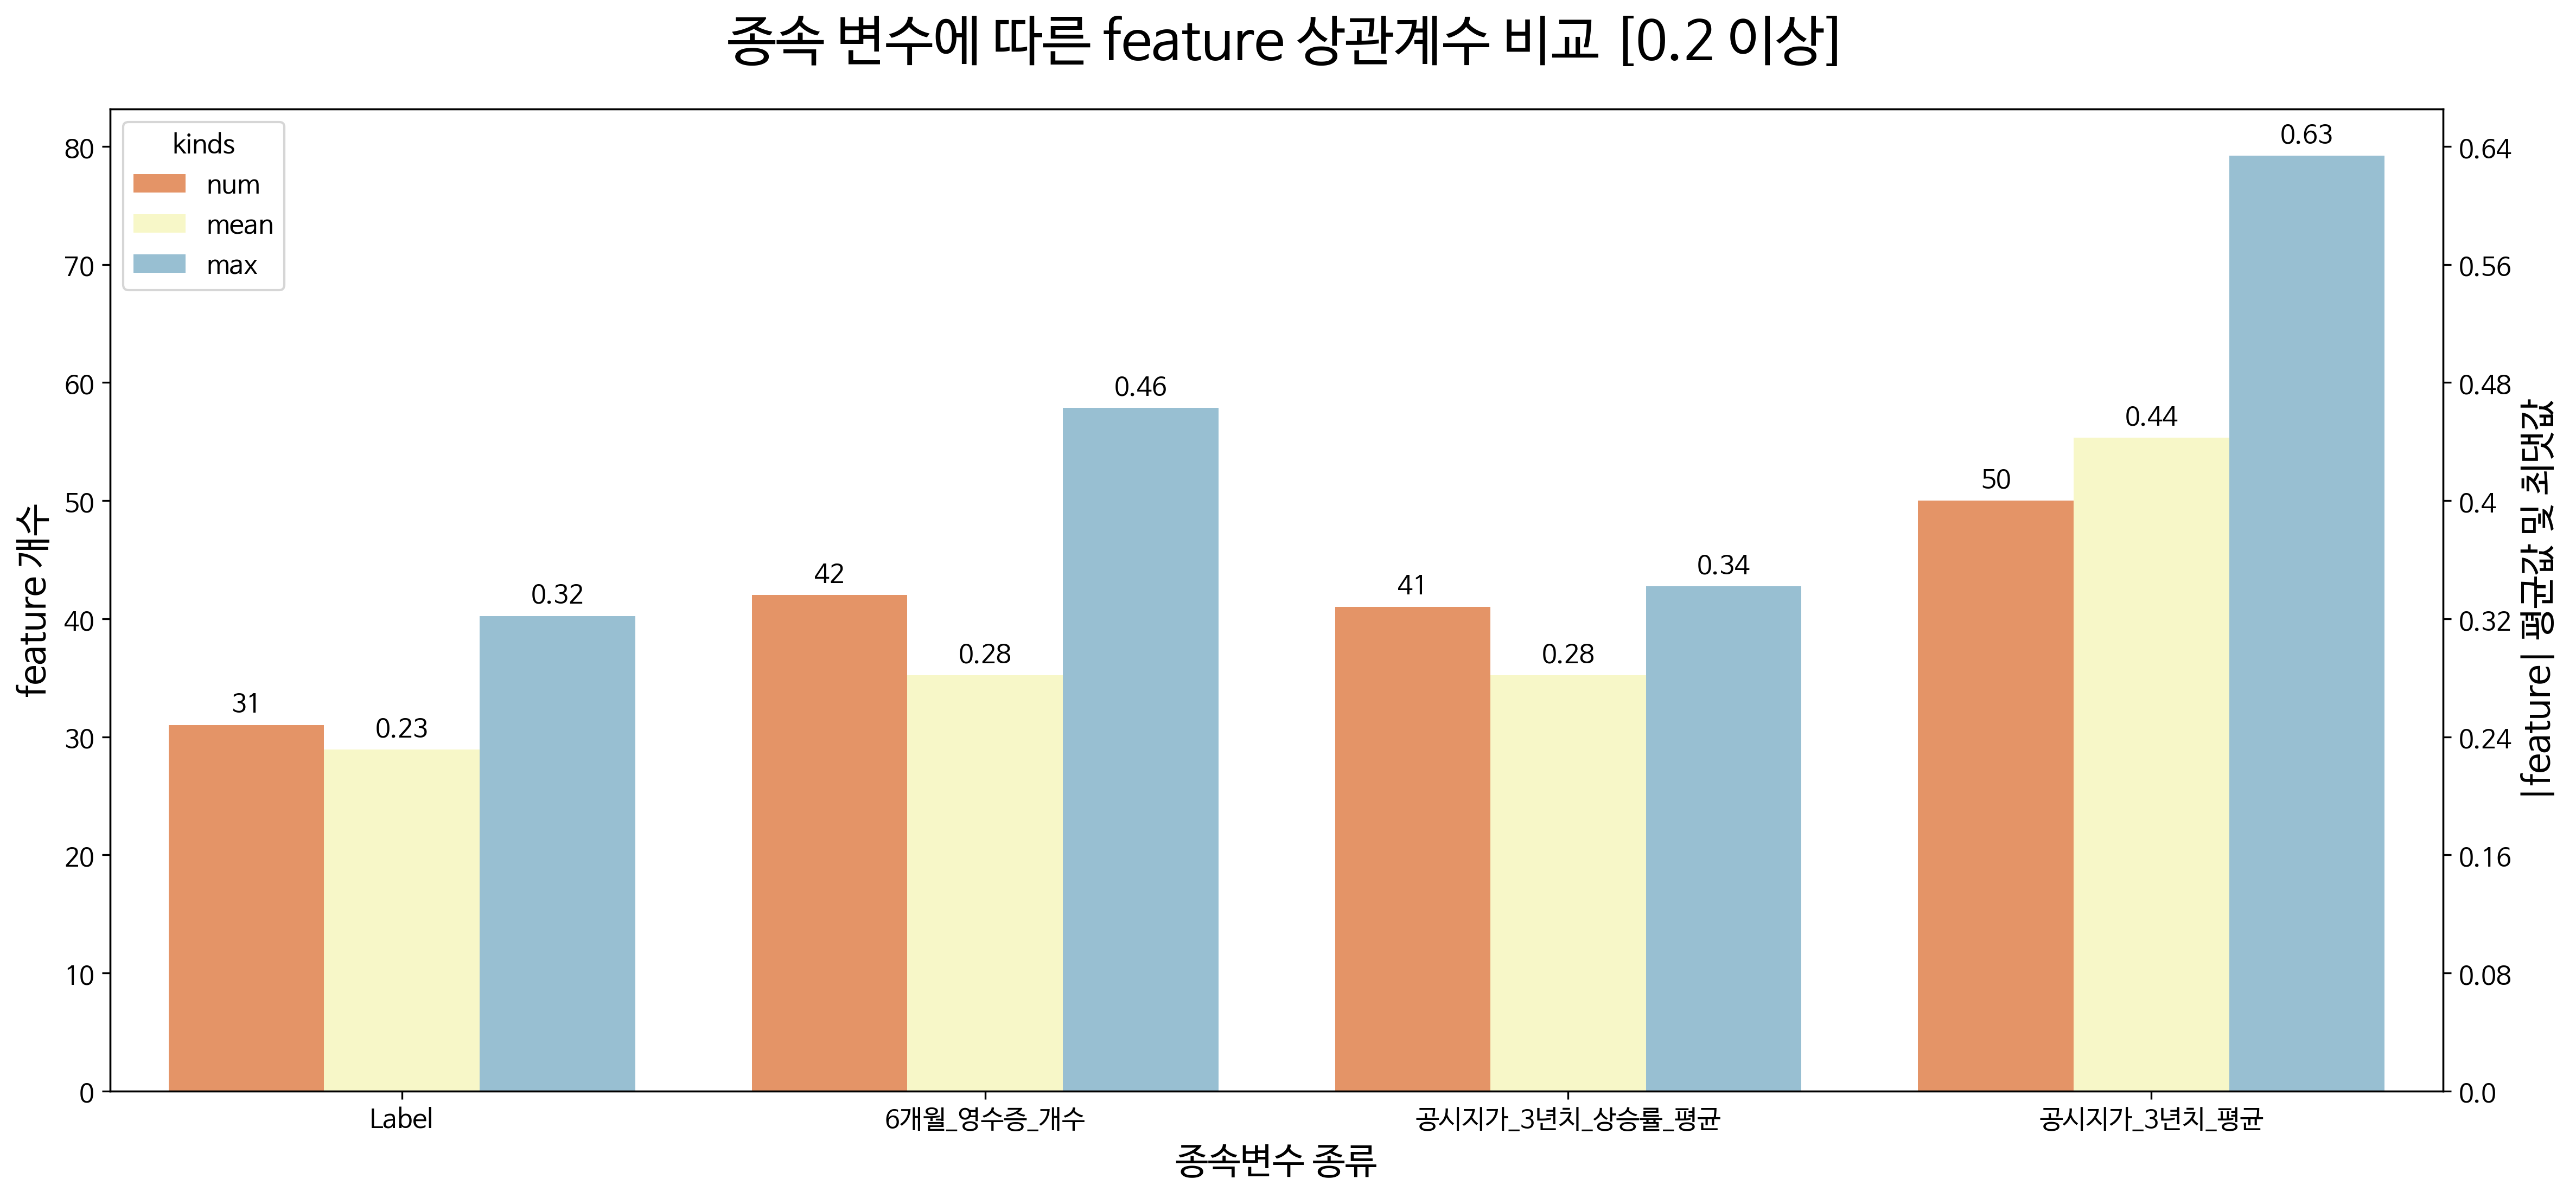 종속 변수에 따른 feature 상관계수 비교 [0.2 이상]
kinds
num
mean
max
feature 개수
80
70
60
50
40
30
20
10
0
31
0.23
0.32
42
0.28
0.46
41
0.28
0.34
50
0.44
0.63
0.64
0.56
0.48
0.4
0.32
0.24
0.16
0.08
0.0
|feature| 평균값 및 최댓값
Label
6개월_영수증_개수
공시지가_3년치_상승률_평균
공시지가_3년치_평균
종속변수 종류